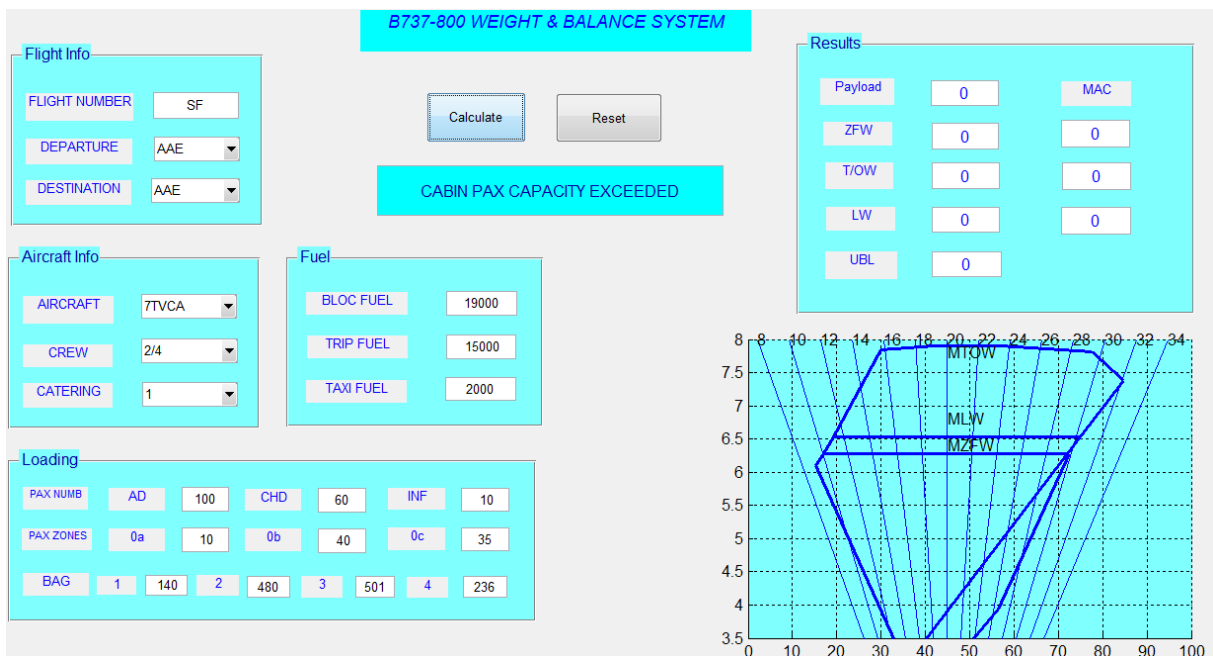 B737-800 WEIGHT & BALANCE SYSTEM
Flight Info
FLIGHT NUMBER SF
DEPARTURE AAE
DESTINATION AAE
Calculate Reset
CABIN PAX CAPACITY EXCEEDED
Results
Payload 0 MAC
ZFW 0 0
T/OW 0 0
LW 0 0
UBL 0
Aircraft Info
AIRCRAFT 7TVCA
CREW 2/4
CATERING 1
Fuel
BLOC FUEL 19000
TRIP FUEL 15000
TAXI FUEL 2000
Loading
PAX NUMB AD 100 CHD 60 INF 10
PAX ZONES 0a 10 0b 40 0c 35
BAG 1 140 2 480 3 501 4 236
8 8 10 12 14 16 18 20 22 24 26 28 30 32 34
MTOW
7.5
7
MLW
6.5
MZFW
6
5.5
5
4.5
4
3.5
0 10 20 30 40 50 60 70 80 90 100